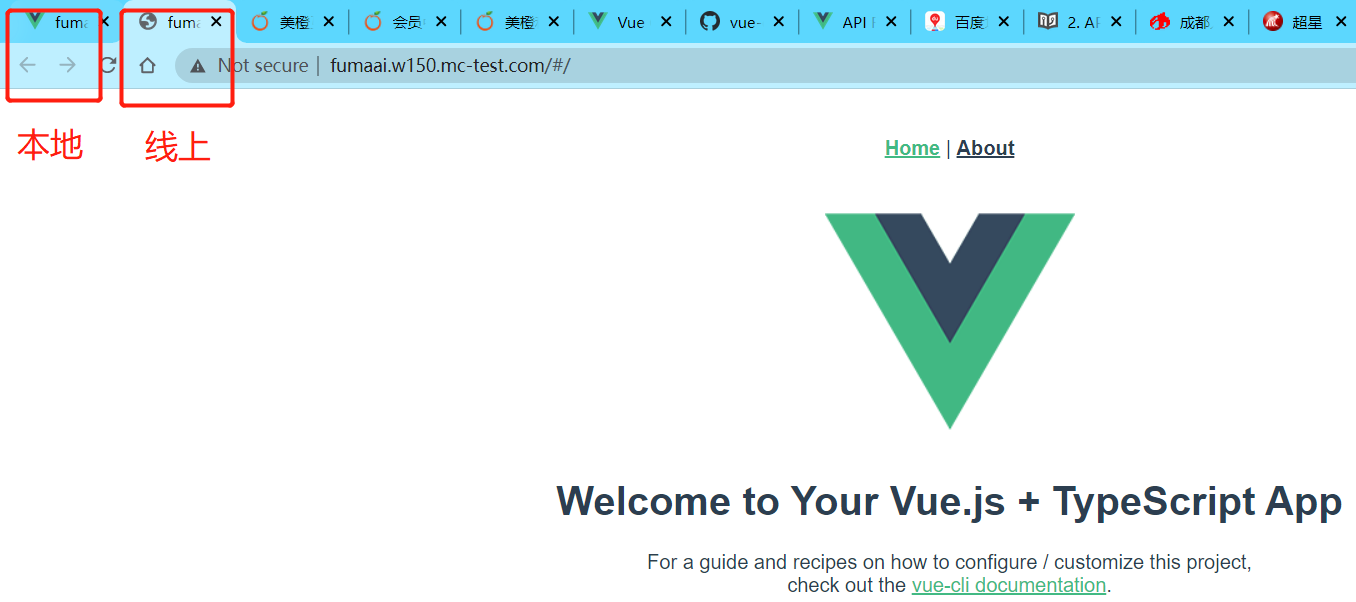 fuma
fuma
美橙
会员
美橙
Vue
vue-
API
百度
2. AF
成都
超星
Not secure | fumaai.w150.mc-test.com/#/
本地
线上
Home | About
Welcome to Your Vue.js + TypeScript App
For a guide and recipes on how to configure / customize this project,
check out the vue-cli documentation.